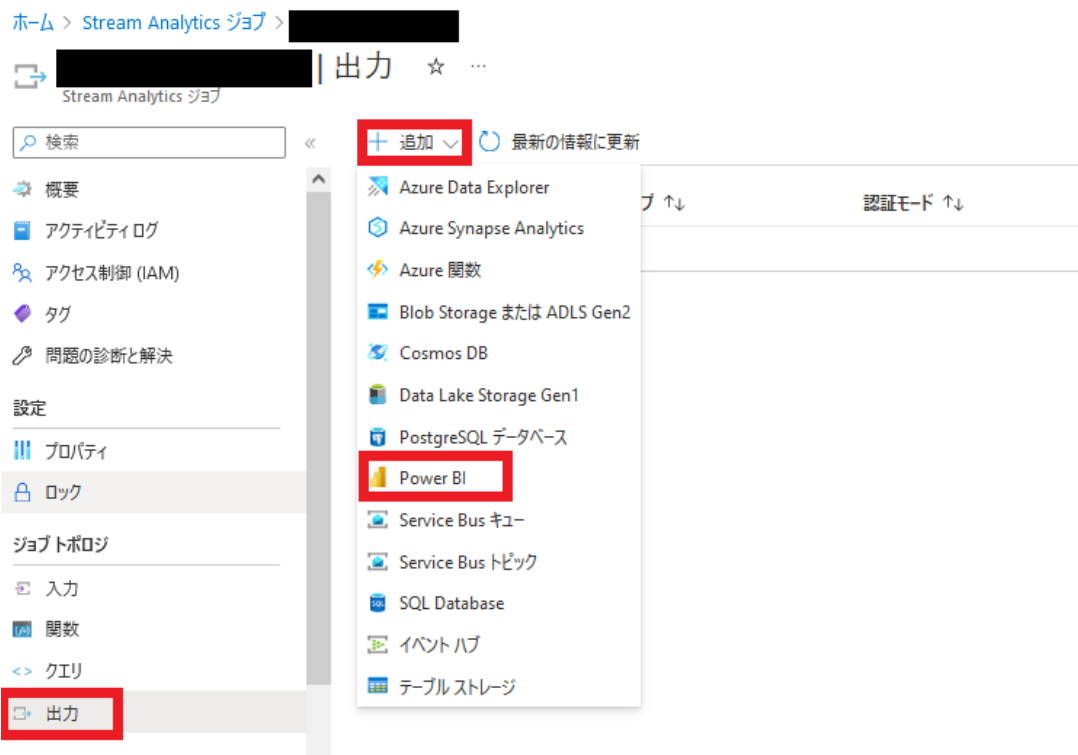 ホーム > Stream Analytics ジョブ >
| 出力 ☆ …
Stream Analytics ジョブ
検索
«
概要
アクティビティ ログ
アクセス制御 (IAM)
タグ
問題の診断と解決
設定
プロパティ
ロック
ジョブ トポロジ
入力
関数
クエリ
出力
+ 追加
最新の情報に更新
プ ↑↓
認証モード ↑↓
Azure Data Explorer
Azure Synapse Analytics
Azure 関数
Blob Storage または ADLS Gen2
Cosmos DB
Data Lake Storage Gen1
PostgreSQL データベース
Power BI
Service Bus キュー
Service Bus トピック
SQL Database
イベント ハブ
テーブル ストレージ